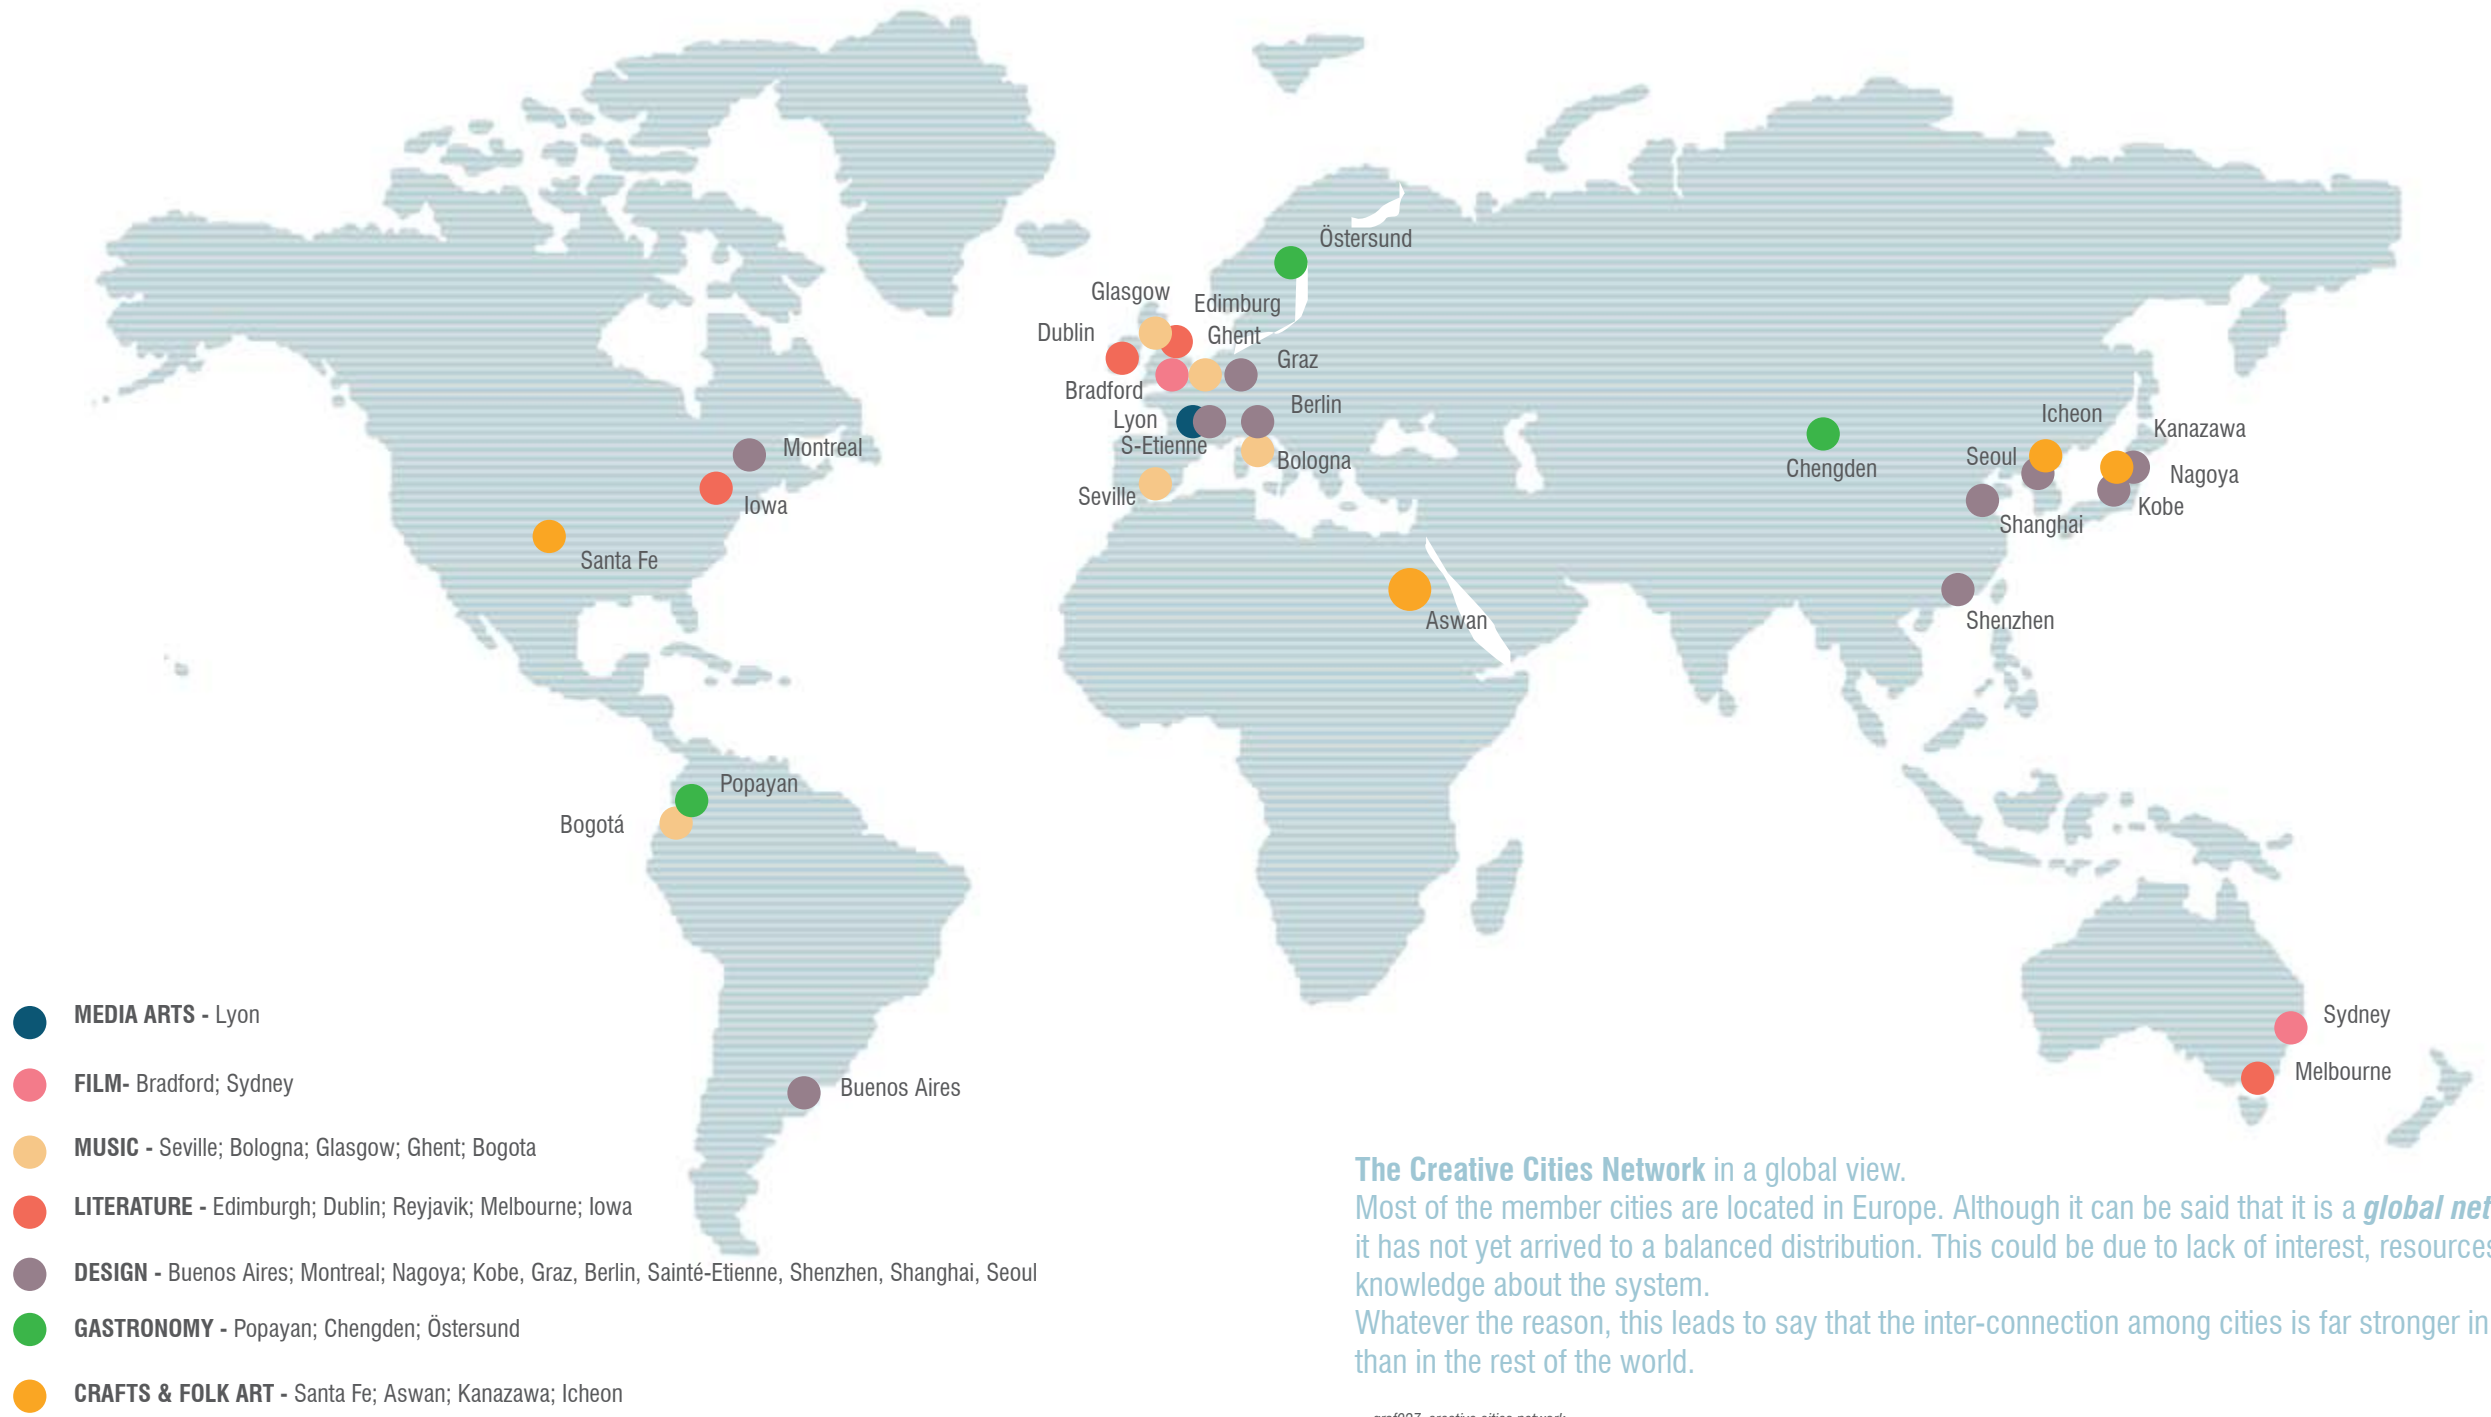 Östersund
Glasgow
Edimburg
Dublin
Ghent
Graz
Bradford
Berlin
Lyon
S-Etienne
Bologna
Seville
Montreal
Iowa
Santa Fe
Icheon
Kanazawa
Seoul
Chengden
Nagoya
Kobe
Shanghai
Aswan
Shenzhen
Popayan
Bogotá
Buenos Aires
Sydney
Melbourne
MEDIA ARTS - Lyon
FILM- Bradford; Sydney
MUSIC - Seville; Bologna; Glasgow; Ghent; Bogota
LITERATURE - Edimburgh; Dublin; Reyjavik; Melbourne; Iowa
DESIGN - Buenos Aires; Montreal; Nagoya; Kobe, Graz, Berlin, Sainté-Etienne, Shenzhen, Shanghai, Seoul
GASTRONOMY - Popayan; Chengden; Östersund
CRAFTS & FOLK ART - Santa Fe; Aswan; Kanazawa; Icheon
The Creative Cities Network in a global view.
Most of the member cities are located in Europe. Although it can be said that it is a global net
it has not yet arrived to a balanced distribution. This could be due to lack of interest, resources
knowledge about the system.
Whatever the reason, this leads to say that the inter-connection among cities is far stronger in
than in the rest of the world.